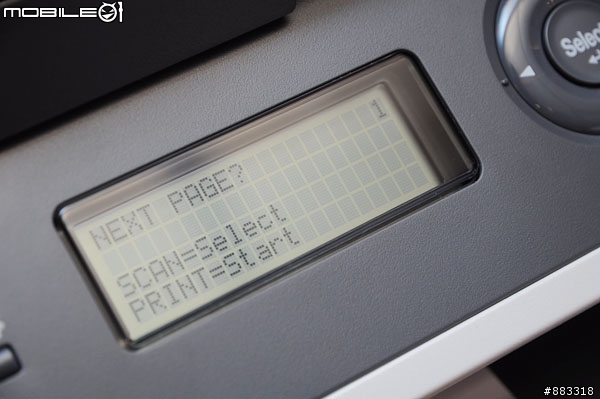 MOBILE01
NEXT PAGE? 1
SCAN=Select
PRINT=Start
Select
#883318